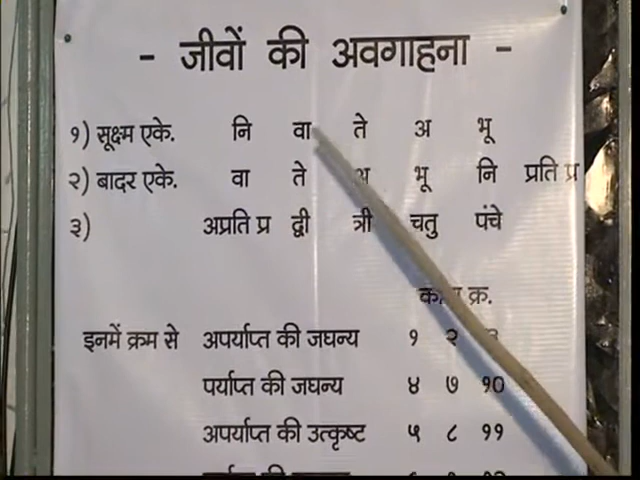 - जीवों की अवगाहना -
१) सूक्ष्म एके. नि वा ते अ भू
२) बादर एके. वा ते अ भू नि प्रति प्र
३) अप्रति प्र द्वी त्री चतु पंचे
क्र.
इनमें क्रम से अपर्याप्त की जघन्य १ २ ३
पर्याप्त की जघन्य ४ ७ १०
अपर्याप्त की उत्कृष्ट ५ ८ ११